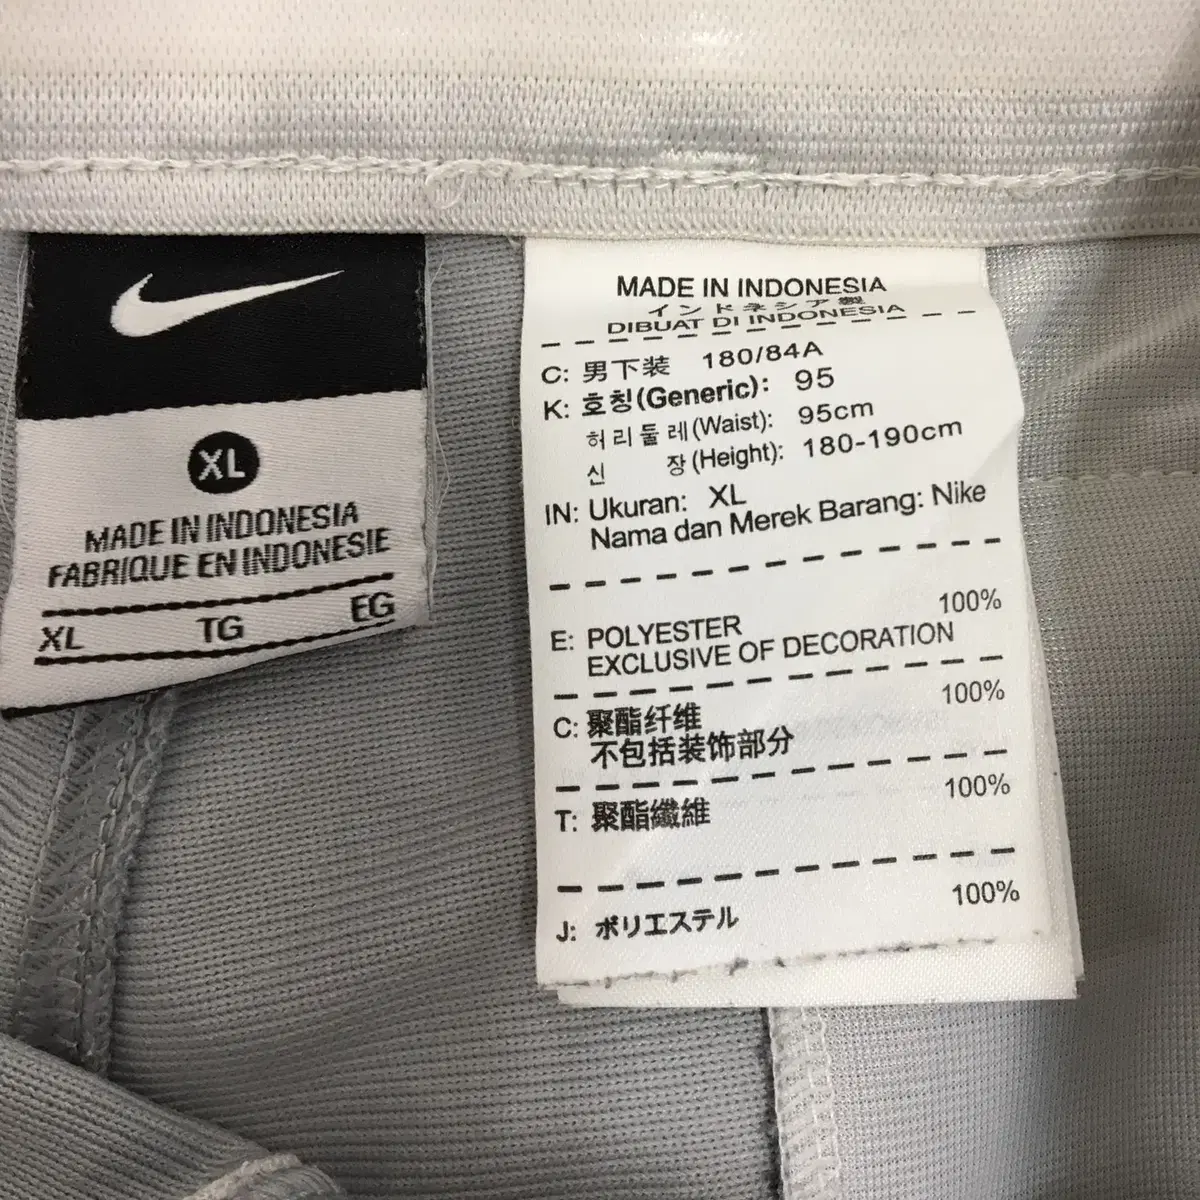 XL
MADE IN INDONESIA
FABRIQUE EN INDONESIE
XL TG EG
MADE IN INDONESIA
インドネシア製
DIBUAT DI INDONESIA
C: 男下装 180/84A
K: 호칭(Generic): 95
허리둘레(Waist): 95cm
신 장(Height): 180-190cm
IN: Ukuran: XL
Nama dan Merek Barang: Nike
100%
E: POLYESTER
EXCLUSIVE OF DECORATION
100%
C: 聚酯纤维
不包括装饰部分
100%
T: 聚酯纖維
100%
J: ポリエステル